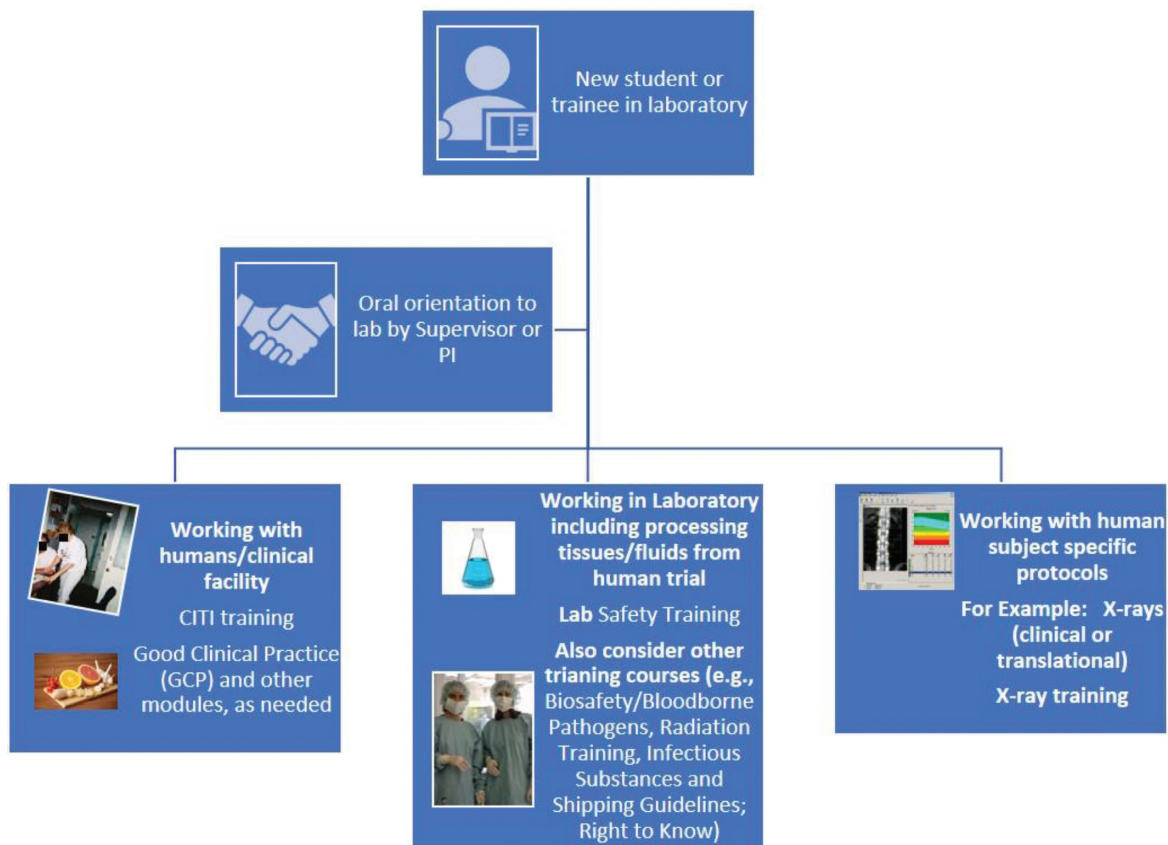 New student or
trainee in laboratory
Oral orientation to
lab by Supervisor or
PI
Working with
humans/clinical
facility
CITI training
Good Clinical Practice
(GCP) and other
modules, as needed
Working in Laboratory
including processing
tissues/fluids from
human trial
Lab Safety Training
Also consider other
trianing courses (e.g.,
Biosafety/Bloodborne
Pathogens, Radiation
Training, Infectious
Substances and
Shipping Guidelines;
Right to Know)
Working with human
subject specific
protocols
For Example: X-rays
(clinical or
translational)
X-ray training